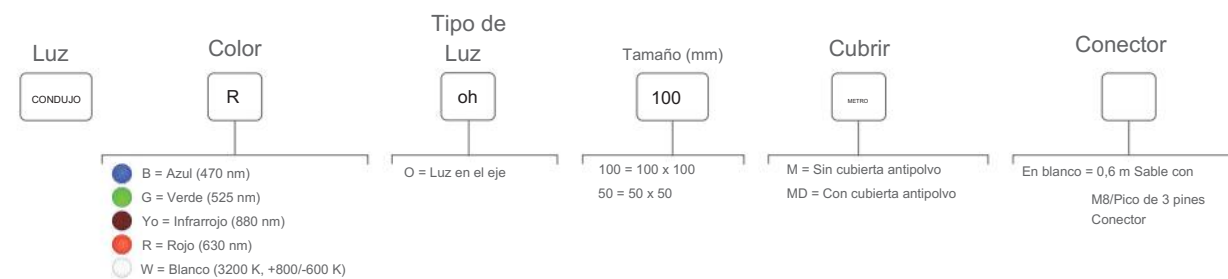 Luz
Color
Tipo de
Luz
Tamaño (mm)
Cubrir
Conector
CONDUJO
R
oh
100
METRO
B = Azul (470 nm)
G = Verde (525 nm)
Yo = Infrarrojo (880 nm)
R = Rojo (630 nm)
W = Blanco (3200 K, +800/-600 K)
O = Luz en el eje
100 = 100 x 100
50 = 50 x 50
M = Sin cubierta antipolvo
MD = Con cubierta antipolvo
En blanco = 0,6 m Sable con
M8/Pico de 3 pines
Conector